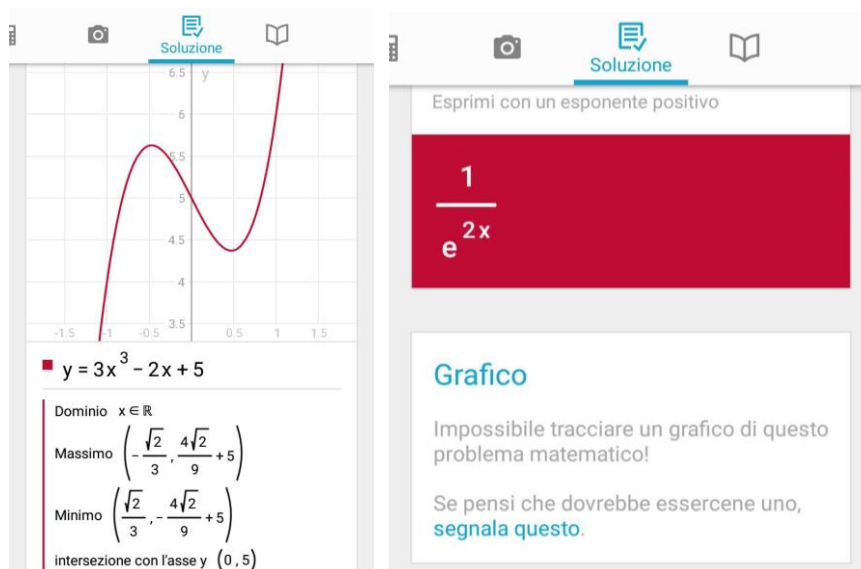 Soluzione
6.5 y
6
5.5
5
4.5
4
3.5
-1.5 -1 -0.5 0.5 1 1.5
y = 3x³ − 2x + 5
Dominio x ∈ ℝ
Massimo (−√2/3, 4√2/9 + 5)
Minimo (√2/3, −4√2/9 + 5)
intersezione con l'asse y (0, 5)
Soluzione
Esprimi con un esponente positivo
1
e^2x
Grafico
Impossibile tracciare un grafico di questo
problema matematico!
Se pensi che dovrebbe essercene uno,
segnala questo.